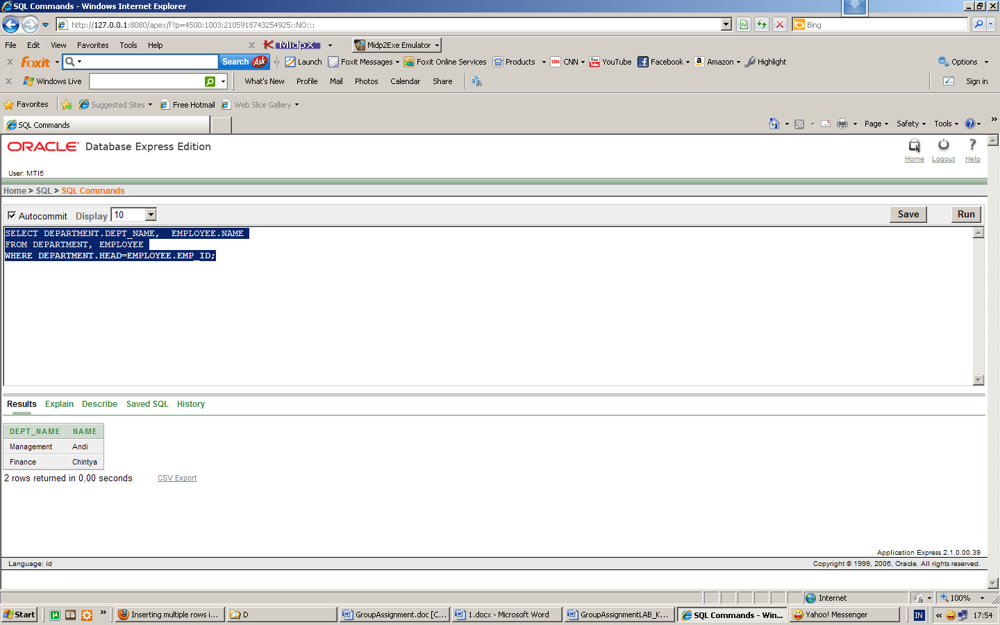 SQL Commands - Windows Internet Explorer
http://127.0.0.1:8080/apex/f?p=4500:1003:2105918743254925::NO:::
Bing
File Edit View Favorites Tools Help
MidpX
Midp2Exe Emulator
Foxit
Search Ask
Launch Foxit Messages Foxit Online Services Products CNN YouTube Facebook Amazon Highlight Options
Windows Live What's New Profile Mail Photos Calendar Share Sign in
Favorites Suggested Sites Free Hotmail Web Slice Gallery
SQL Commands
Page Safety Tools
ORACLE Database Express Edition
Home Logout Help
User: MTI5
Home > SQL > SQL Commands
Autocommit Display 10 Save Run
SELECT DEPARTMENT.DEPT_NAME,  EMPLOYEE.NAME
FROM DEPARTMENT, EMPLOYEE
WHERE DEPARTMENT.HEAD=EMPLOYEE.EMP_ID;
Results Explain Describe Saved SQL History
DEPT_NAME NAME
Management Andi
Finance Chintya
2 rows returned in 0,00 seconds CSV Export
Application Express 2.1.0.00.39
Language: id Copyright © 1999, 2006, Oracle. All rights reserved.
Internet 100%
Start Inserting multiple rows i... D GroupAssignment.doc [C... 1.docx - Microsoft Word GroupAssignmentLAB_K... SQL Commands - Win... Yahoo! Messenger IN 17:54